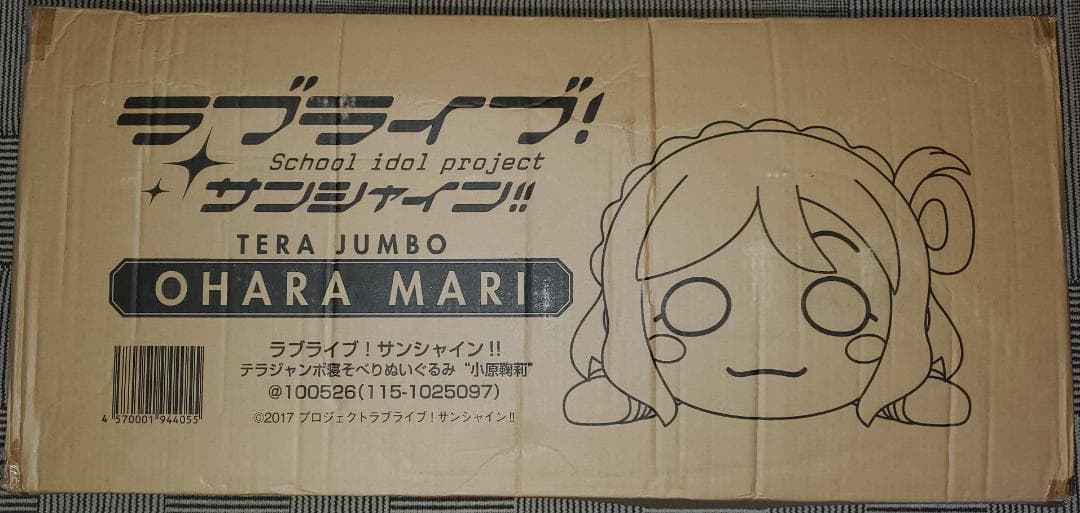 ラブライブ!
School idol project
サンシャイン!!
TERA JUMBO
OHARA MARI
ラブライブ!サンシャイン!!
テラジャンボ寝そべりぬいぐるみ “小原鞠莉”
@100526(115-1025097)
©2017 プロジェクトラブライブ!サンシャイン!!
4 570001 944055